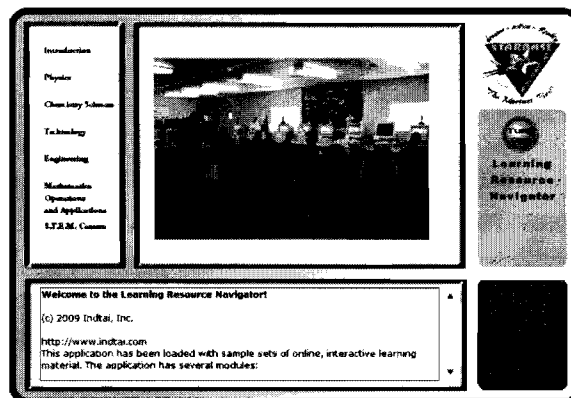 Introduction
Physics
Chemistry Science
Technology
Engineering
Mathematics
Operations
and Applications
S.T.E.M. Careers
STARBASE
Learning
Resource
Navigator
Welcome to the Learning Resource Navigator!
(c) 2009 Indtai, Inc.
http://www.indtai.com
This application has been loaded with sample sets of online, interactive learning
material. The application has several modules: